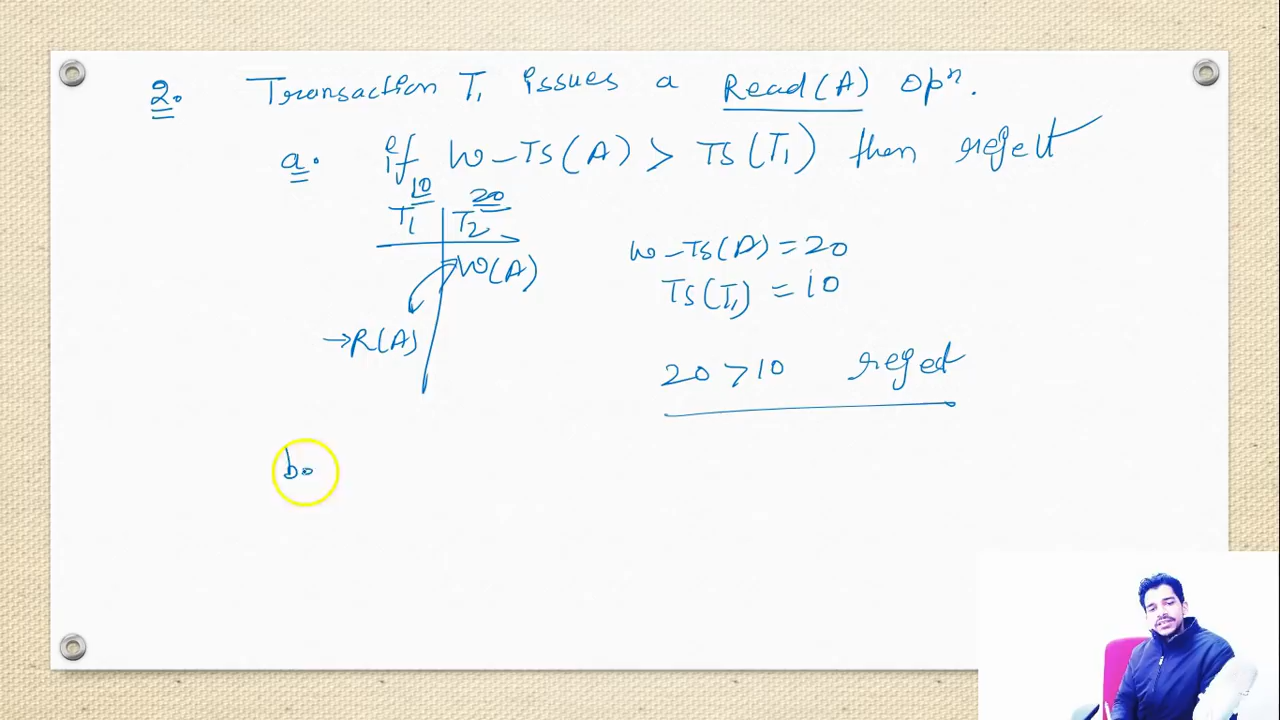 2. Transaction T1 issues a Read(A) opn.
a. if W-TS(A) > TS(T1) then reject
10 20
T1 T2
W(A)
→R(A)
W-TS(A) = 20
TS(T1) = 10
20 > 10 reject
b.